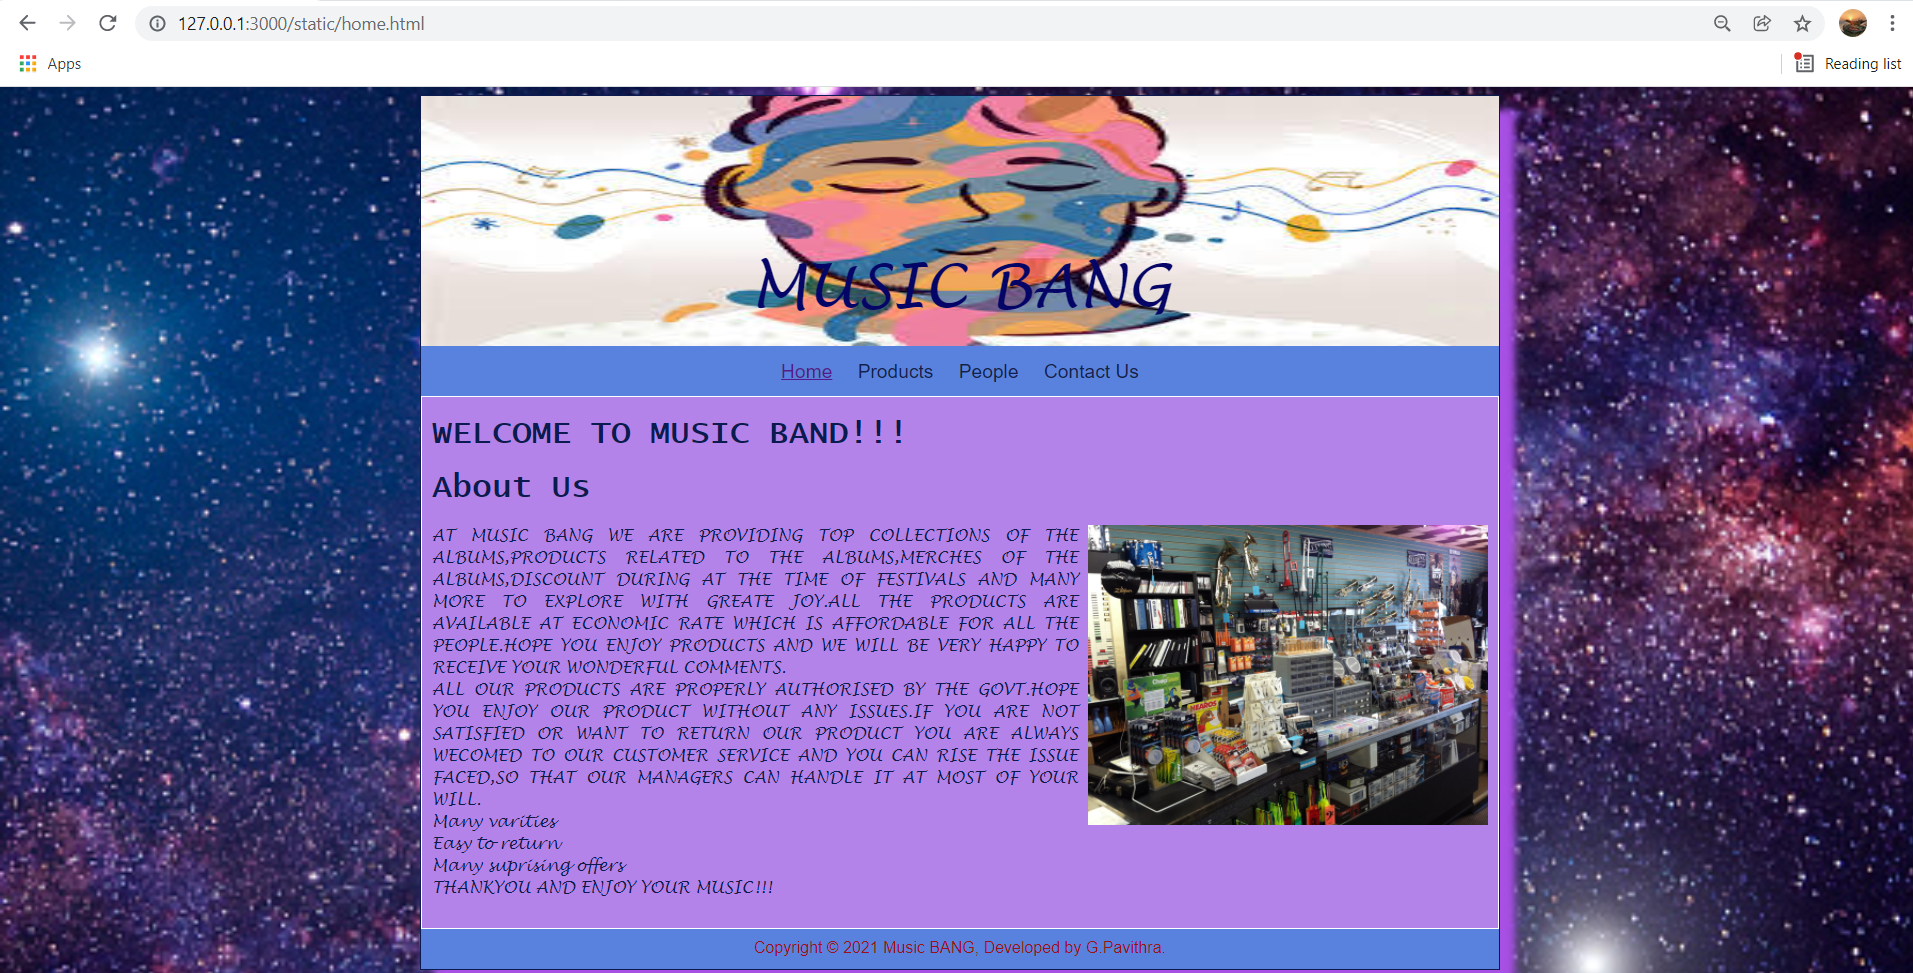 127.0.0.1:3000/static/home.html
Apps
Reading list
MUSIC BANG
Home Products People Contact Us
WELCOME TO MUSIC BAND!!!
About Us
AT MUSIC BANG WE ARE PROVIDING TOP COLLECTIONS OF THE
ALBUMS,PRODUCTS RELATED TO THE ALBUMS,MERCHES OF THE
ALBUMS,DISCOUNT DURING AT THE TIME OF FESTIVALS AND MANY
MORE TO EXPLORE WITH GREATE JOY.ALL THE PRODUCTS ARE
AVAILABLE AT ECONOMIC RATE WHICH IS AFFORDABLE FOR ALL THE
PEOPLE.HOPE YOU ENJOY PRODUCTS AND WE WILL BE VERY HAPPY TO
RECEIVE YOUR WONDERFUL COMMENTS.
ALL OUR PRODUCTS ARE PROPERLY AUTHORISED BY THE GOVT.HOPE
YOU ENJOY OUR PRODUCT WITHOUT ANY ISSUES.IF YOU ARE NOT
SATISFIED OR WANT TO RETURN OUR PRODUCT YOU ARE ALWAYS
WECOMED TO OUR CUSTOMER SERVICE AND YOU CAN RISE THE ISSUE
FACED,SO THAT OUR MANAGERS CAN HANDLE IT AT MOST OF YOUR
WILL.
Many varities
Easy to return
Many suprising offers
THANKYOU AND ENJOY YOUR MUSIC!!!
Copyright © 2021 Music BANG, Developed by G.Pavithra.